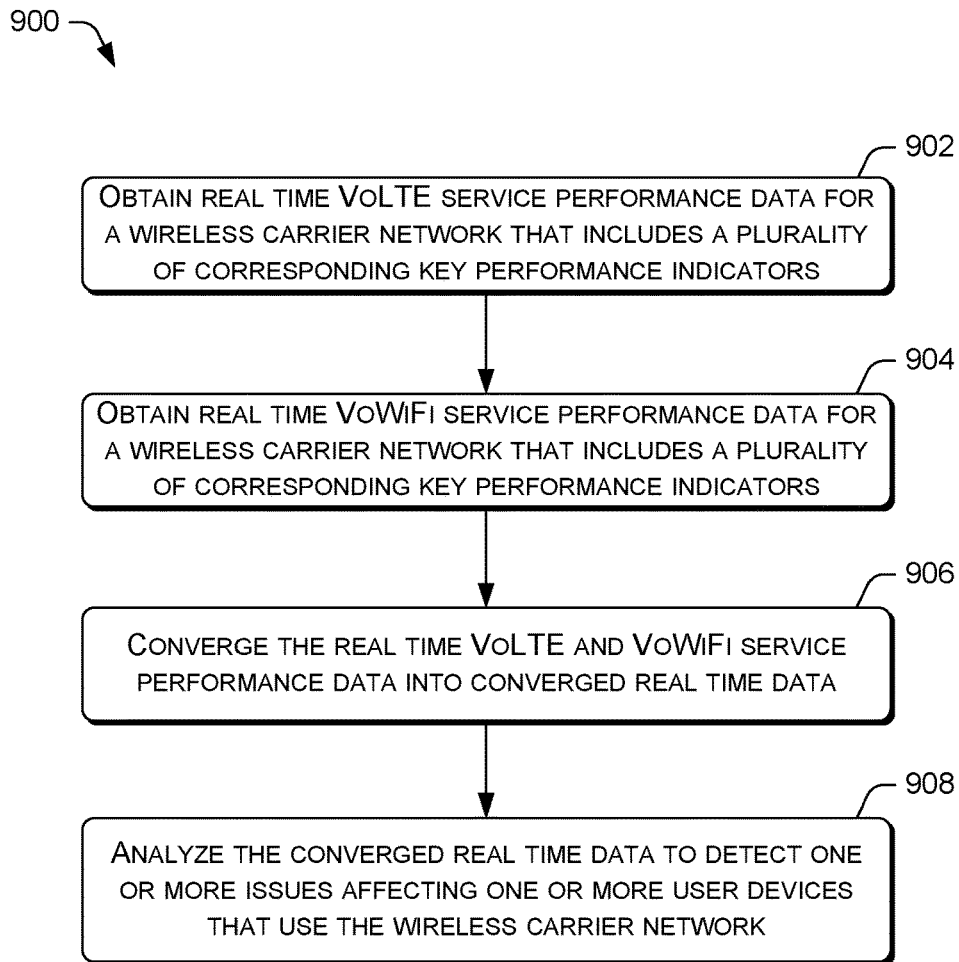 900
902
OBTAIN REAL TIME VOLTE SERVICE PERFORMANCE DATA FOR
A WIRELESS CARRIER NETWORK THAT INCLUDES A PLURALITY
OF CORRESPONDING KEY PERFORMANCE INDICATORS
904
OBTAIN REAL TIME VOWIFI SERVICE PERFORMANCE DATA FOR
A WIRELESS CARRIER NETWORK THAT INCLUDES A PLURALITY
OF CORRESPONDING KEY PERFORMANCE INDICATORS
906
CONVERGE THE REAL TIME VOLTE AND VOWIFI SERVICE
PERFORMANCE DATA INTO CONVERGED REAL TIME DATA
908
ANALYZE THE CONVERGED REAL TIME DATA TO DETECT ONE
OR MORE ISSUES AFFECTING ONE OR MORE USER DEVICES
THAT USE THE WIRELESS CARRIER NETWORK